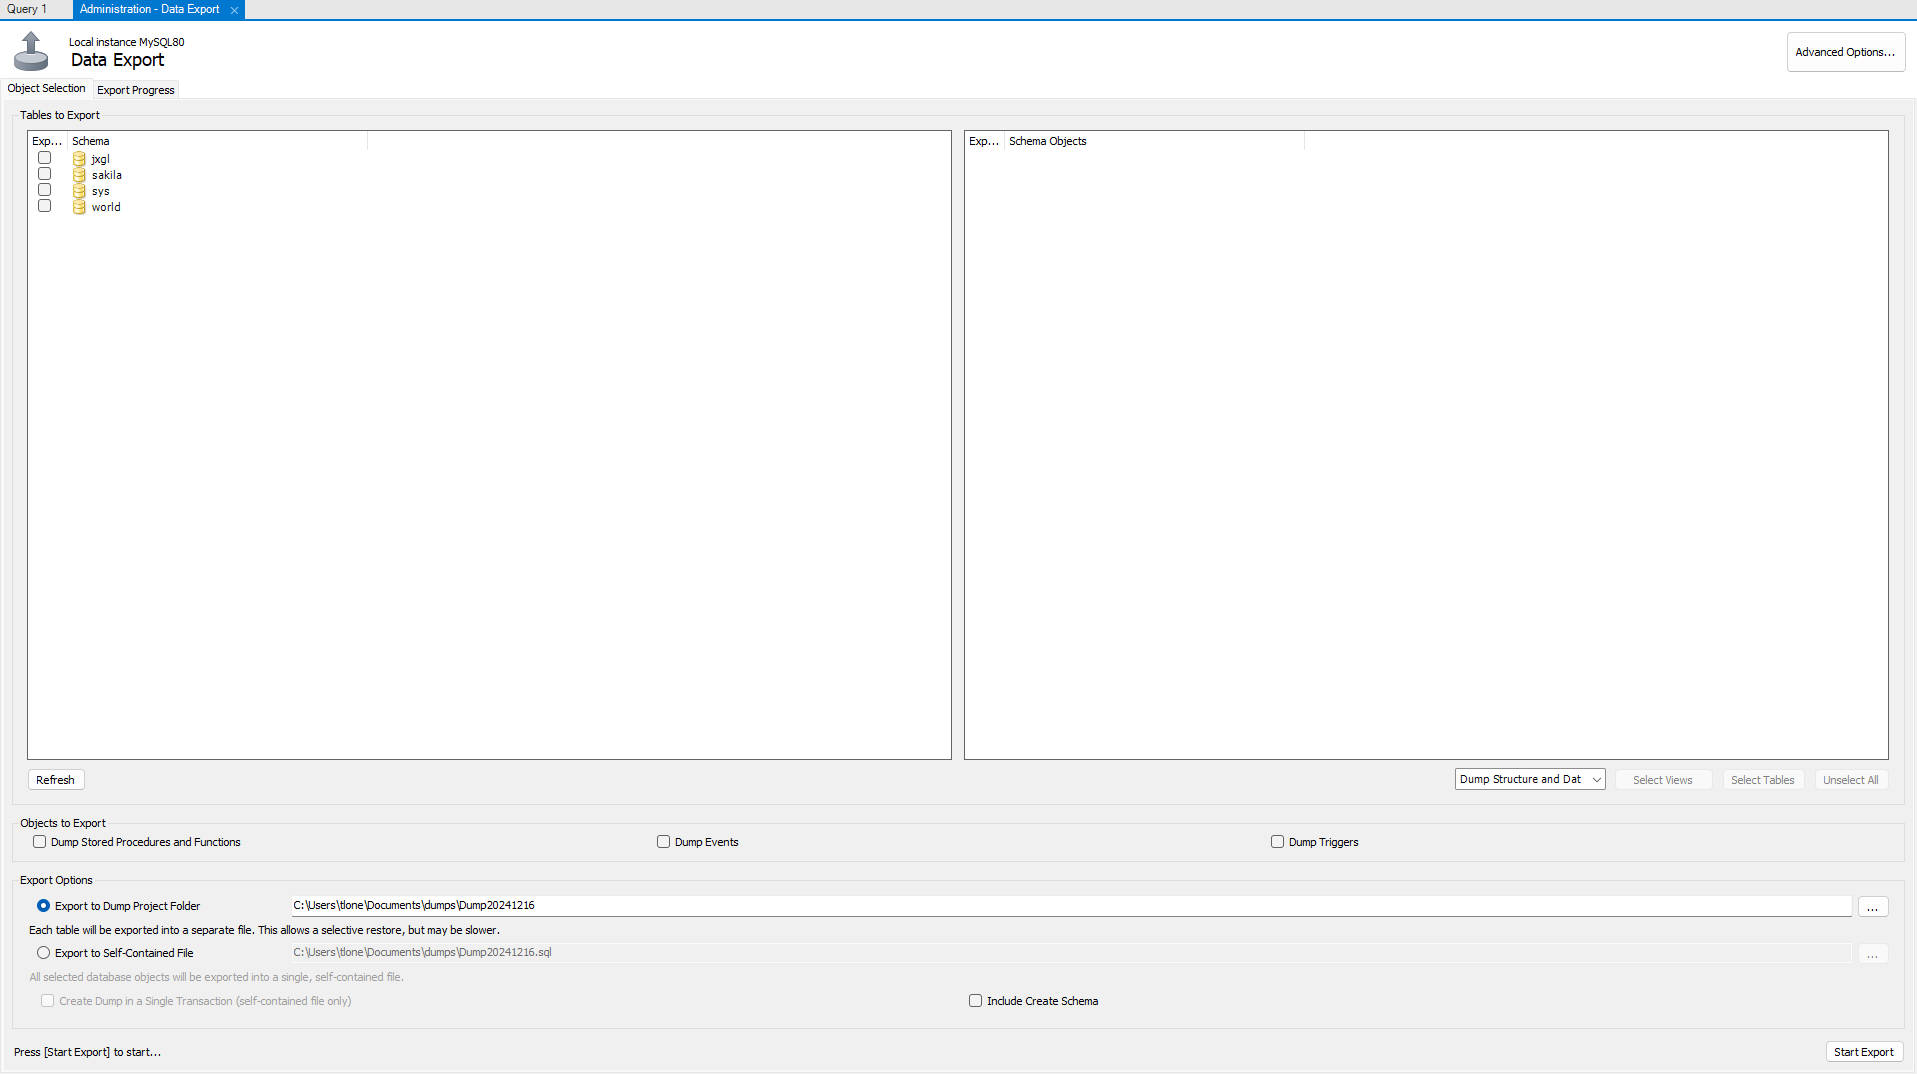 Query 1
Administration - Data Export
Local instance MySQL80
Data Export
Advanced Options...
Object Selection
Export Progress
Tables to Export
Exp... Schema
jxgl
sakila
sys
world
Exp... Schema Objects
Refresh
Dump Structure and Dat
Select Views
Select Tables
Unselect All
Objects to Export
Dump Stored Procedures and Functions
Dump Events
Dump Triggers
Export Options
Export to Dump Project Folder
C:\Users\tlone\Documents\dumps\Dump20241216
...
Each table will be exported into a separate file. This allows a selective restore, but may be slower.
Export to Self-Contained File
C:\Users\tlone\Documents\dumps\Dump20241216.sql
...
All selected database objects will be exported into a single, self-contained file.
Create Dump in a Single Transaction (self-contained file only)
Include Create Schema
Press [Start Export] to start...
Start Export